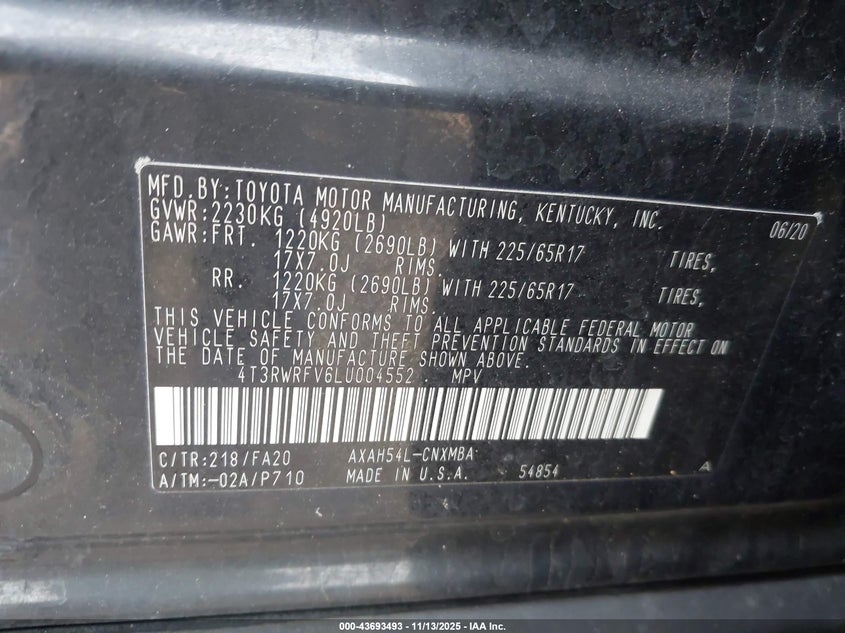 MFD.BY:TOYOTA MOTOR MANUFACTURING, KENTUCKY, INC. 06/20
GVWR:2230KG (4920LB)
GAWR:FRT. 1220KG (2690LB) WITH 225/65R17 TIRES,
17X7.0J RIMS.
RR. 1220KG (2690LB) WITH 225/65R17 TIRES,
17X7.0J RIMS.
THIS VEHICLE CONFORMS TO ALL APPLICABLE FEDERAL MOTOR
VEHICLE SAFETY AND THEFT PREVENTION STANDARDS IN EFFECT ON
THE DATE OF MANUFACTURE SHOWN ABOVE.
4T3RWRFV6LU004552 MPV
C/TR:218/FA20 AXAH54L-CNXMBA
A/TM:-02A/P710 MADE IN U.S.A. 54854 A
000-43693493 - 11/13/2025 - IAA Inc.